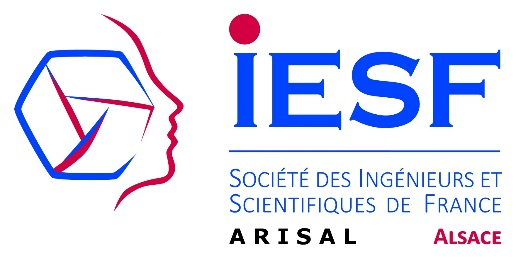 iESF
SOCIÉTÉ DES INGÉNIEURS ET
SCIENTIFIQUES DE FRANCE
ARISAL ALSACE